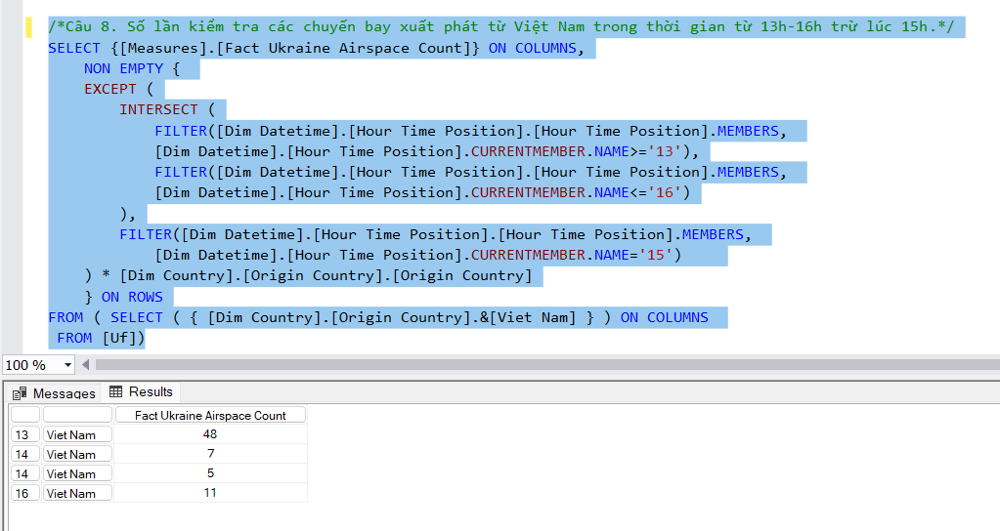 /*Câu 8. Số lần kiểm tra các chuyến bay xuất phát từ Việt Nam trong thời gian từ 13h-16h trừ lúc 15h.*/
SELECT {[Measures].[Fact Ukraine Airspace Count]} ON COLUMNS,
NON EMPTY {
EXCEPT (
INTERSECT (
FILTER([Dim Datetime].[Hour Time Position].[Hour Time Position].MEMBERS,
[Dim Datetime].[Hour Time Position].CURRENTMEMBER.NAME>='13'),
FILTER([Dim Datetime].[Hour Time Position].[Hour Time Position].MEMBERS,
[Dim Datetime].[Hour Time Position].CURRENTMEMBER.NAME<='16')
),
FILTER([Dim Datetime].[Hour Time Position].[Hour Time Position].MEMBERS,
[Dim Datetime].[Hour Time Position].CURRENTMEMBER.NAME='15')
) * [Dim Country].[Origin Country].[Origin Country]
} ON ROWS
FROM ( SELECT ( { [Dim Country].[Origin Country].&[Viet Nam] } ) ON COLUMNS
FROM [Uf])
100 %
Messages Results
Fact Ukraine Airspace Count
13 Viet Nam 48
14 Viet Nam 7
14 Viet Nam 5
16 Viet Nam 11